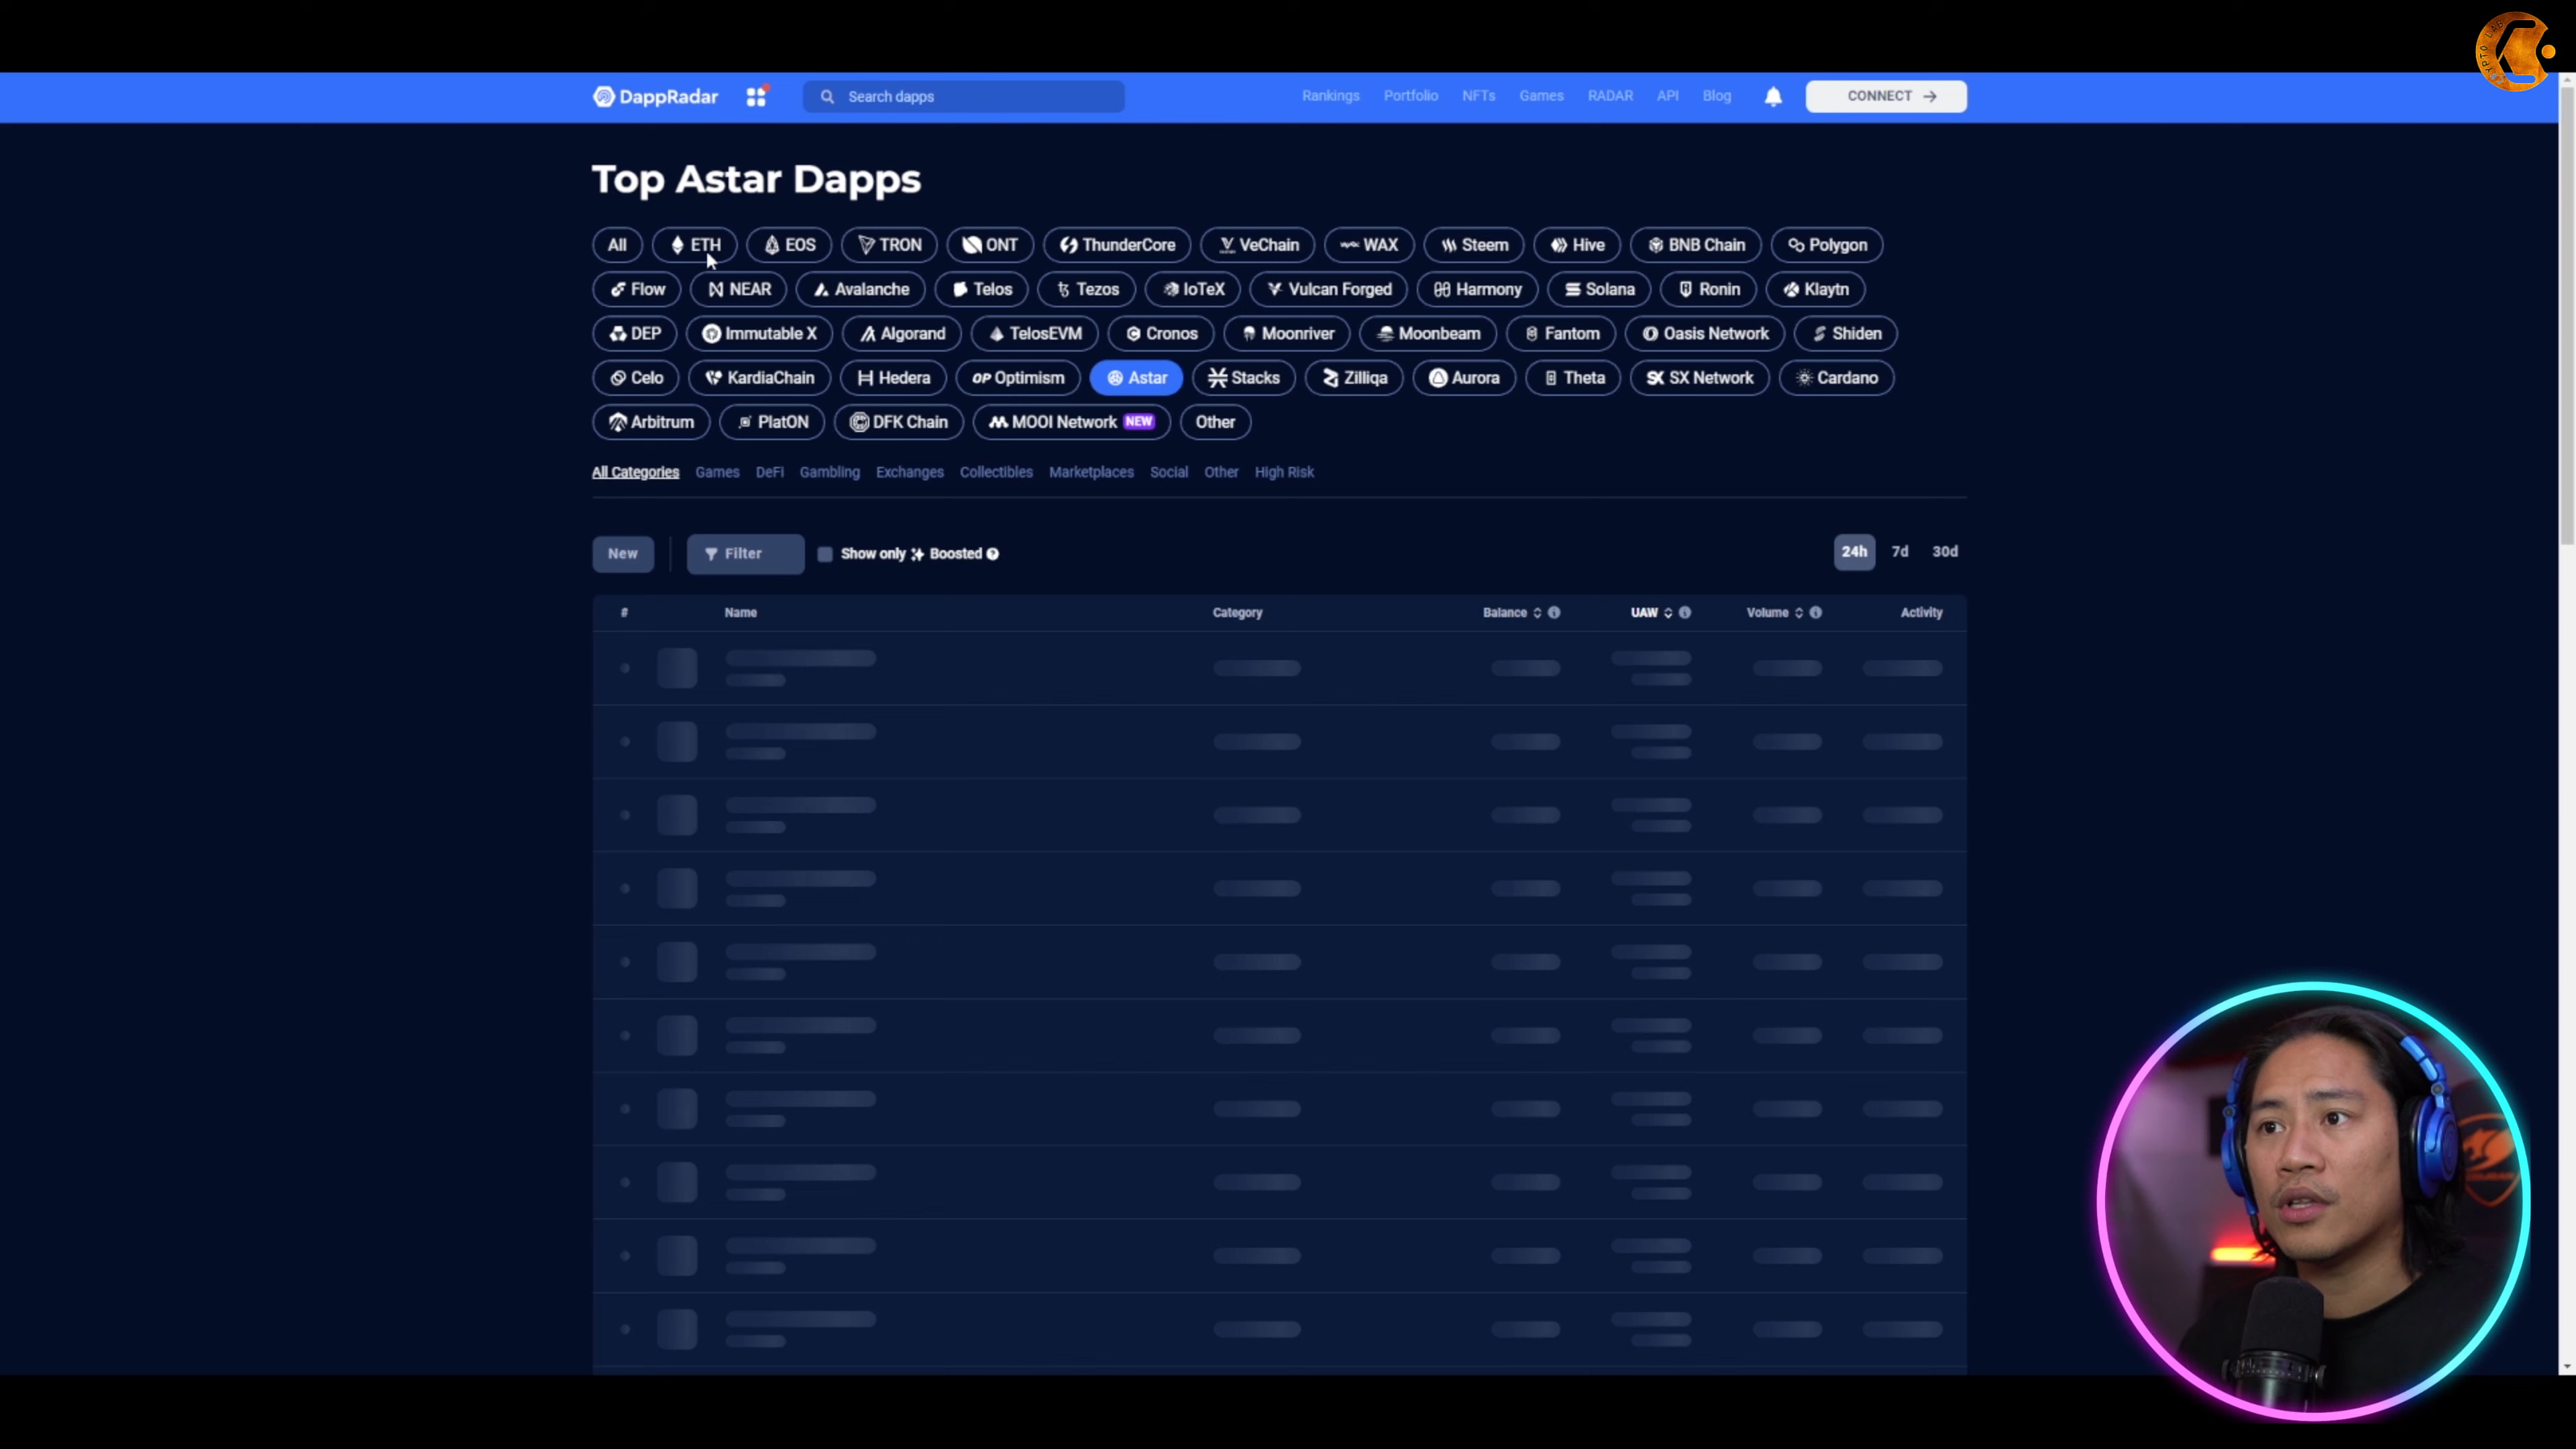 DappRadar Search dapps Rankings Portfolio NFTs Games RADAR API Blog CONNECT
Top Astar Dapps
All ETH EOS TRON ONT ThunderCore VeChain WAX Steem Hive BNB Chain Polygon
Flow NEAR Avalanche Telos Tezos IoTeX Vulcan Forged Harmony Solana Ronin Klaytn
DEP Immutable X Algorand TelosEVM Cronos Moonriver Moonbeam Fantom Oasis Network Shiden
Celo KardiaChain Hedera OP Optimism Astar Stacks Zilliqa Aurora Theta SX SX Network Cardano
Arbitrum PlatON DFK Chain MOOI Network NEW Other
All Categories Games DeFi Gambling Exchanges Collectibles Marketplaces Social Other High Risk
New Filter Show only Boosted 24h 7d 30d
# Name Category Balance UAW Volume Activity